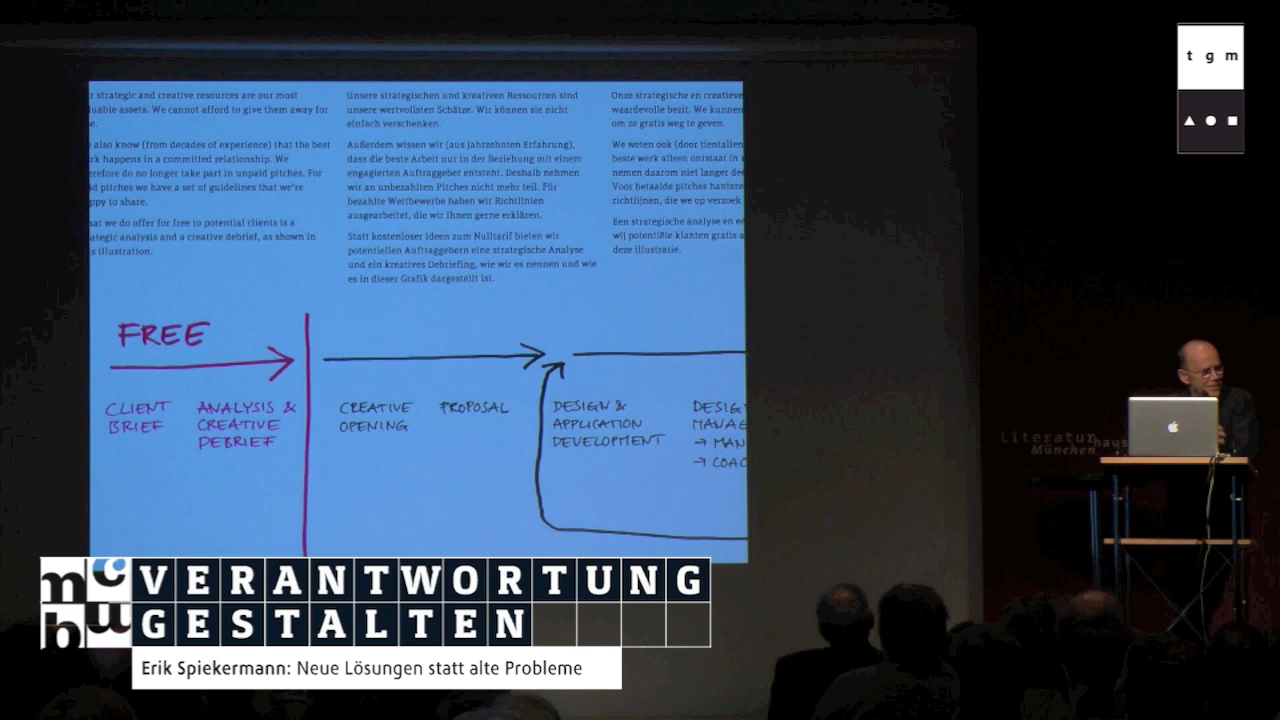 t g m
r strategic and creative resources are our most
luable assets. We cannot afford to give them away for
e.
also know (from decades of experience) that the best
rk happens in a committed relationship. We
erefore do no longer take part in unpaid pitches. For
id pitches we have a set of guidelines that we're
ppy to share.
hat we do offer for free to potential clients is a
ategic analysis and a creative debrief, as shown in
s illustration.
Unsere strategischen und kreativen Ressourcen sind
unsere wertvollsten Schätze. Wir können sie nicht
einfach verschenken.
Außerdem wissen wir (aus Jahrzehnten Erfahrung),
dass die beste Arbeit nur in der Beziehung mit einem
engagierten Auftraggeber entsteht. Deshalb nehmen
wir an unbezahlten Pitches nicht mehr teil. Für
bezahlte Wettbewerbe haben wir Richtlinien
ausgearbeitet, die wir Ihnen gerne erklären.
Statt kostenloser Ideen zum Nulltarif bieten wir
potentiellen Auftraggebern eine strategische Analyse
und ein kreatives Debriefing, wie wir es nennen und wie
es in dieser Grafik dargestellt ist.
Onze strategische en creatieve
waardevolle bezit. We kunnen
om ze gratis weg te geven.
We weten ook (door tientallen
beste werk alleen ontstaat in
nemen daarom niet langer dee
Voor betaalde pitches hantere
richtlijnen, die we op verzoek
Een strategische analyse en e
wij potentiële klanten gratis a
deze illustratie.
FREE
CLIENT
BRIEF
ANALYSIS &
CREATIVE
DEBRIEF
CREATIVE
OPENING
PROPOSAL
DESIGN &
APPLICATION
DEVELOPMENT
DESIG
MANAG
→ MAN
→ COAC
Literaturhaus
München
mcbw
VERANTWORTUNG
GESTALTEN
Erik Spiekermann: Neue Lösungen statt alte Probleme